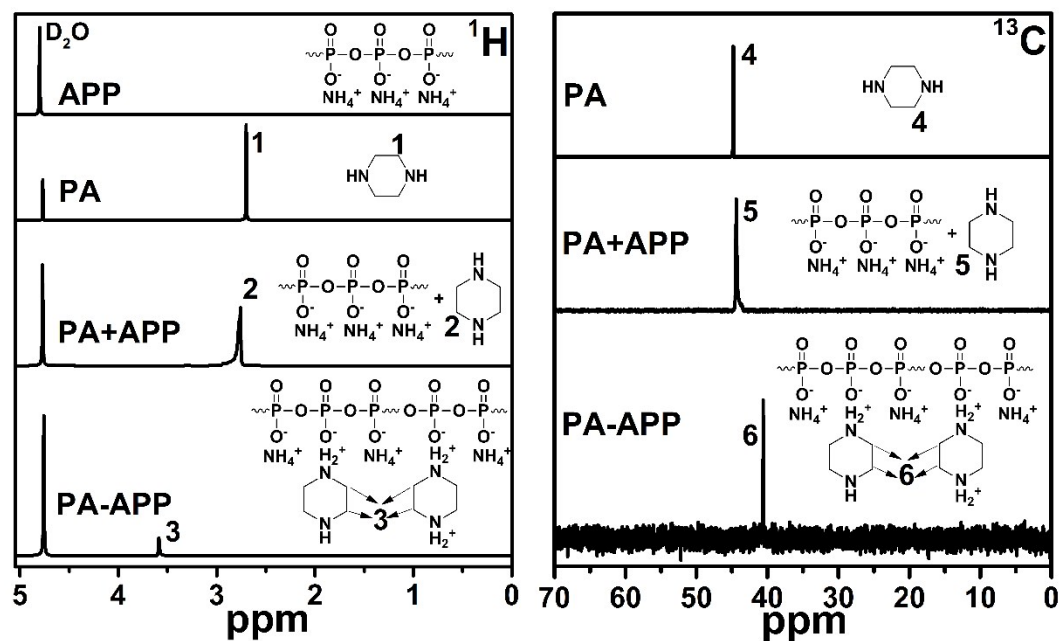 D2O
¹H
O O O
P O P O P
O⁻ O⁻ O⁻
NH4⁺ NH4⁺ NH4⁺
APP
1
1
HN NH
PA
2
O O O
P O P O P
O⁻ O⁻ O⁻
NH4⁺ NH4⁺ NH4⁺
+
H
N
2
N
H
PA+APP
O O O O O
P O P O P O P O P
O⁻ O⁻ O⁻ O⁻ O⁻
NH4⁺ H2⁺ NH4⁺ H2⁺ NH4⁺
N N
3
N N
H H2⁺
PA-APP
3
5 4 3 2 1 0
ppm
¹³C
4
HN NH
4
PA
5
O O O
P O P O P
O⁻ O⁻ O⁻
NH4⁺ NH4⁺ NH4⁺
+
H
N
5
N
H
PA+APP
O O O O O
P O P O P O P O P
O⁻ O⁻ O⁻ O⁻ O⁻
NH4⁺ H2⁺ NH4⁺ H2⁺ NH4⁺
N N
6
N N
H H2⁺
PA-APP
6
70 60 50 40 30 20 10 0
ppm